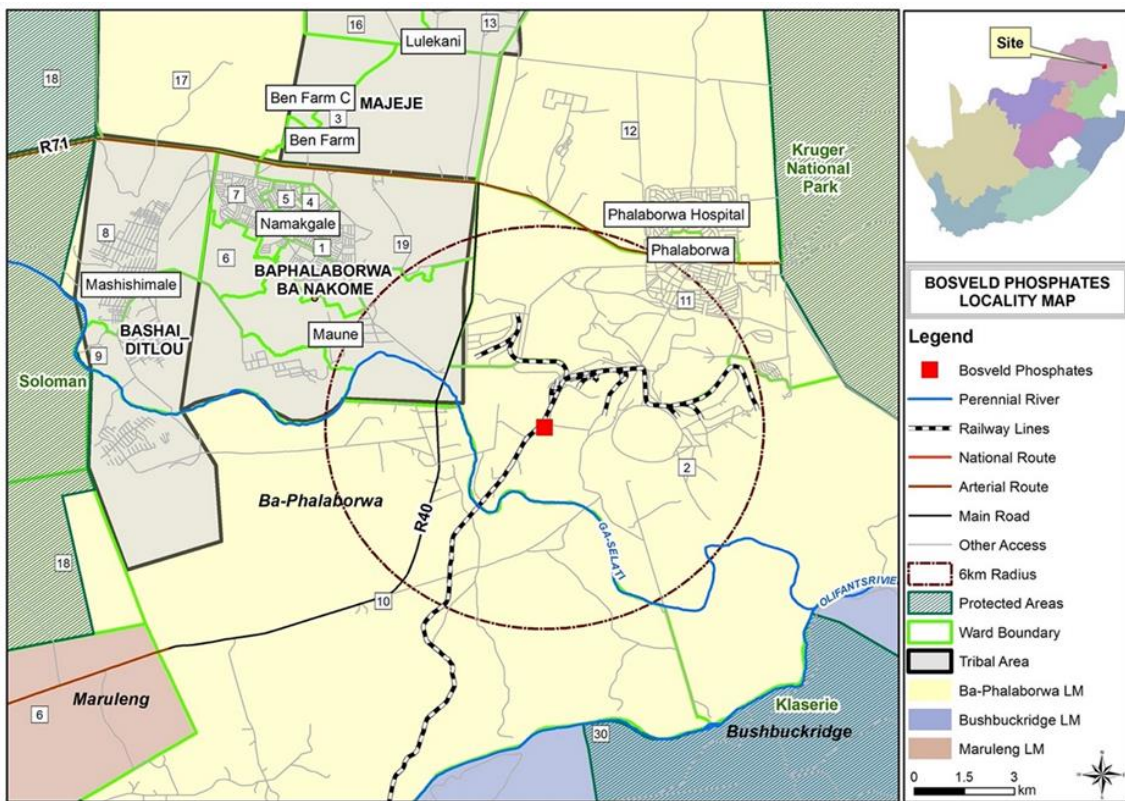 16
13
Lulekani
18
17
Ben Farm C
MAJEJE
3
12
Ben Farm
R71
Kruger
National
Park
7
5
4
Phalaborwa Hospital
Namakgale
8
1
19
Phalaborwa
6
BAPHALABORWA
BA NAKOME
Mashishimale
11
BASHAI_
DITLOU
Maune
9
Soloman
2
Ba-Phalaborwa
R40
GA-SELATI
18
10
OLIFANTSRIVIE
Maruleng
6
Klaserie
30
Bushbuckridge
Site
BOSVELD PHOSPHATES
LOCALITY MAP
Legend
Bosveld Phosphates
Perennial River
Railway Lines
National Route
Arterial Route
Main Road
Other Access
6km Radius
Protected Areas
Ward Boundary
Tribal Area
Ba-Phalaborwa LM
Bushbuckridge LM
Maruleng LM
0 1.5 3
km